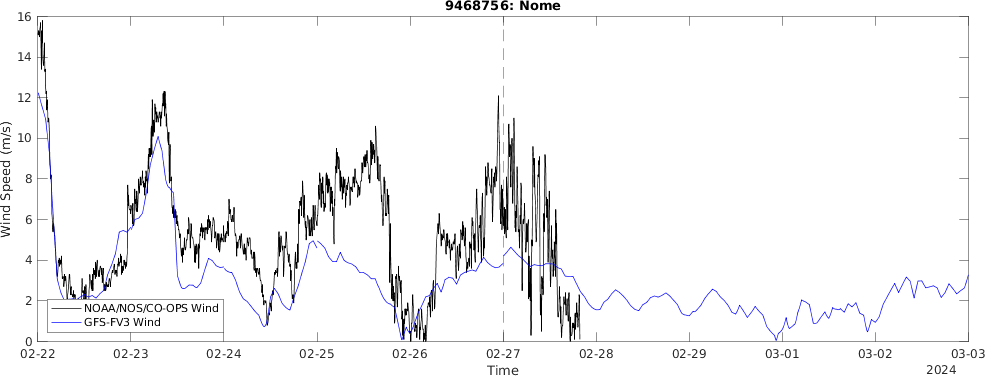 9468756: Nome
Wind Speed (m/s)
16
14
12
10
8
6
4
2
0
NOAA/NOS/CO-OPS Wind
GFS-FV3 Wind
02-22 02-23 02-24 02-25 02-26 02-27 02-28 02-29 03-01 03-02 03-03
Time
2024